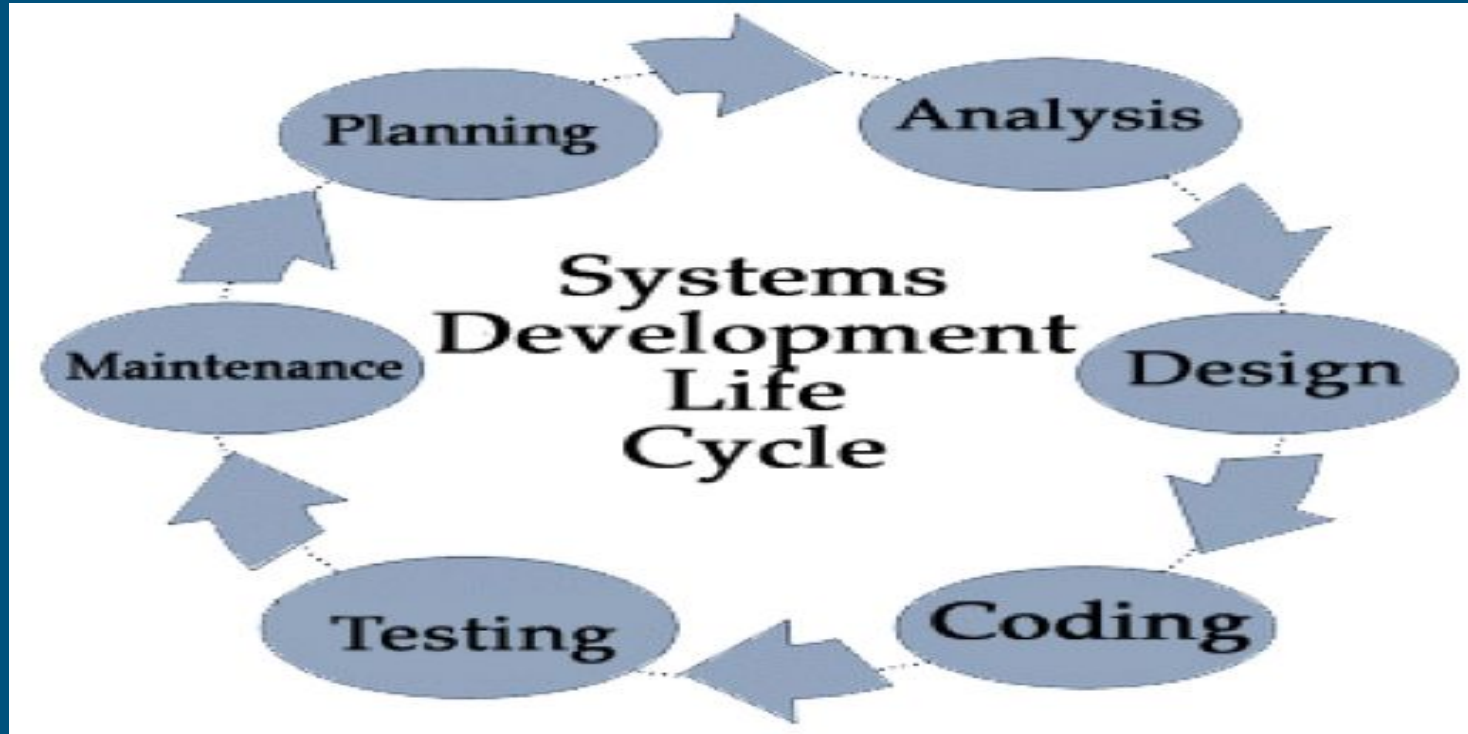 Planning
Analysis
Systems
Development
Life
Cycle
Maintenance
Design
Testing
Coding